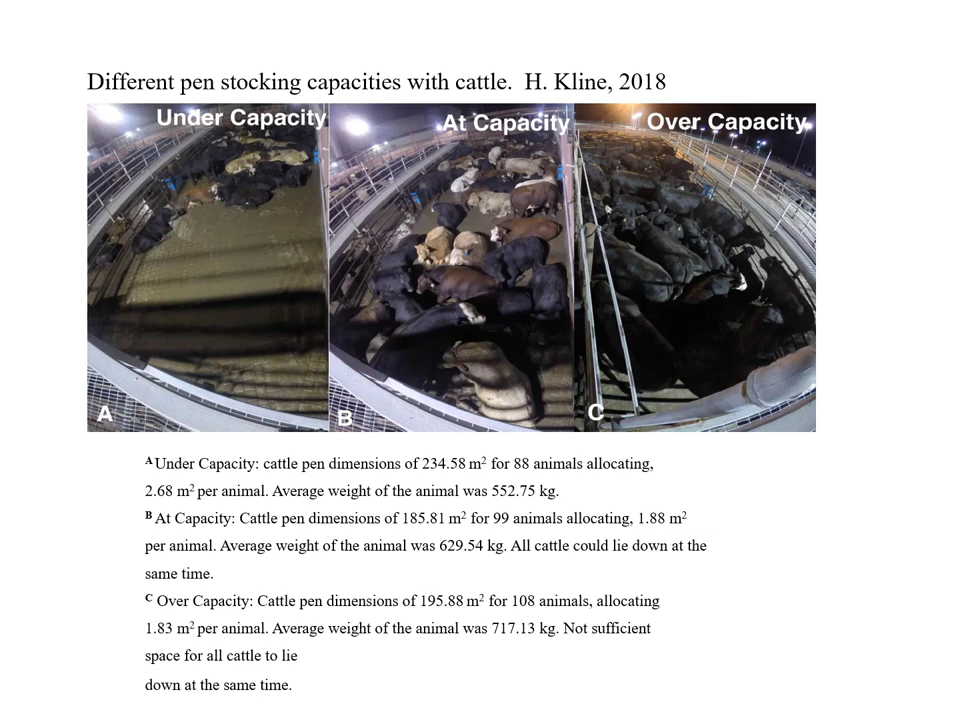 Different pen stocking capacities with cattle. H. Kline, 2018
Under Capacity
At Capacity
Over Capacity
A
B
C
A Under Capacity: cattle pen dimensions of 234.58 m² for 88 animals allocating,
2.68 m² per animal. Average weight of the animal was 552.75 kg.
B At Capacity: Cattle pen dimensions of 185.81 m² for 99 animals allocating, 1.88 m²
per animal. Average weight of the animal was 629.54 kg. All cattle could lie down at the
same time.
C Over Capacity: Cattle pen dimensions of 195.88 m² for 108 animals, allocating
1.83 m² per animal. Average weight of the animal was 717.13 kg. Not sufficient
space for all cattle to lie
down at the same time.